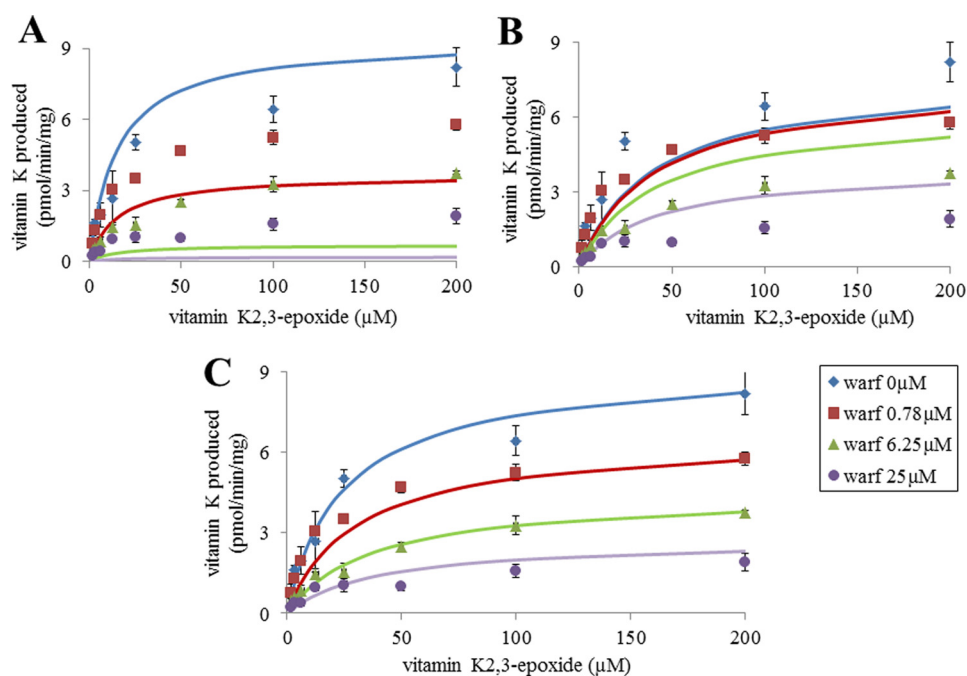 A
9
6
3
0
vitamin K produced
(pmol/min/mg)
0 50 100 150 200
vitamin K2,3-epoxide (µM)
B
9
6
3
0
vitamin K produced
(pmol/min/mg)
0 50 100 150 200
vitamin K2,3-epoxide (µM)
C
9
6
3
0
vitamin K produced
(pmol/min/mg)
0 50 100 150 200
vitamin K2,3-epoxide (µM)
warf 0µM
warf 0.78µM
warf 6.25µM
warf 25µM